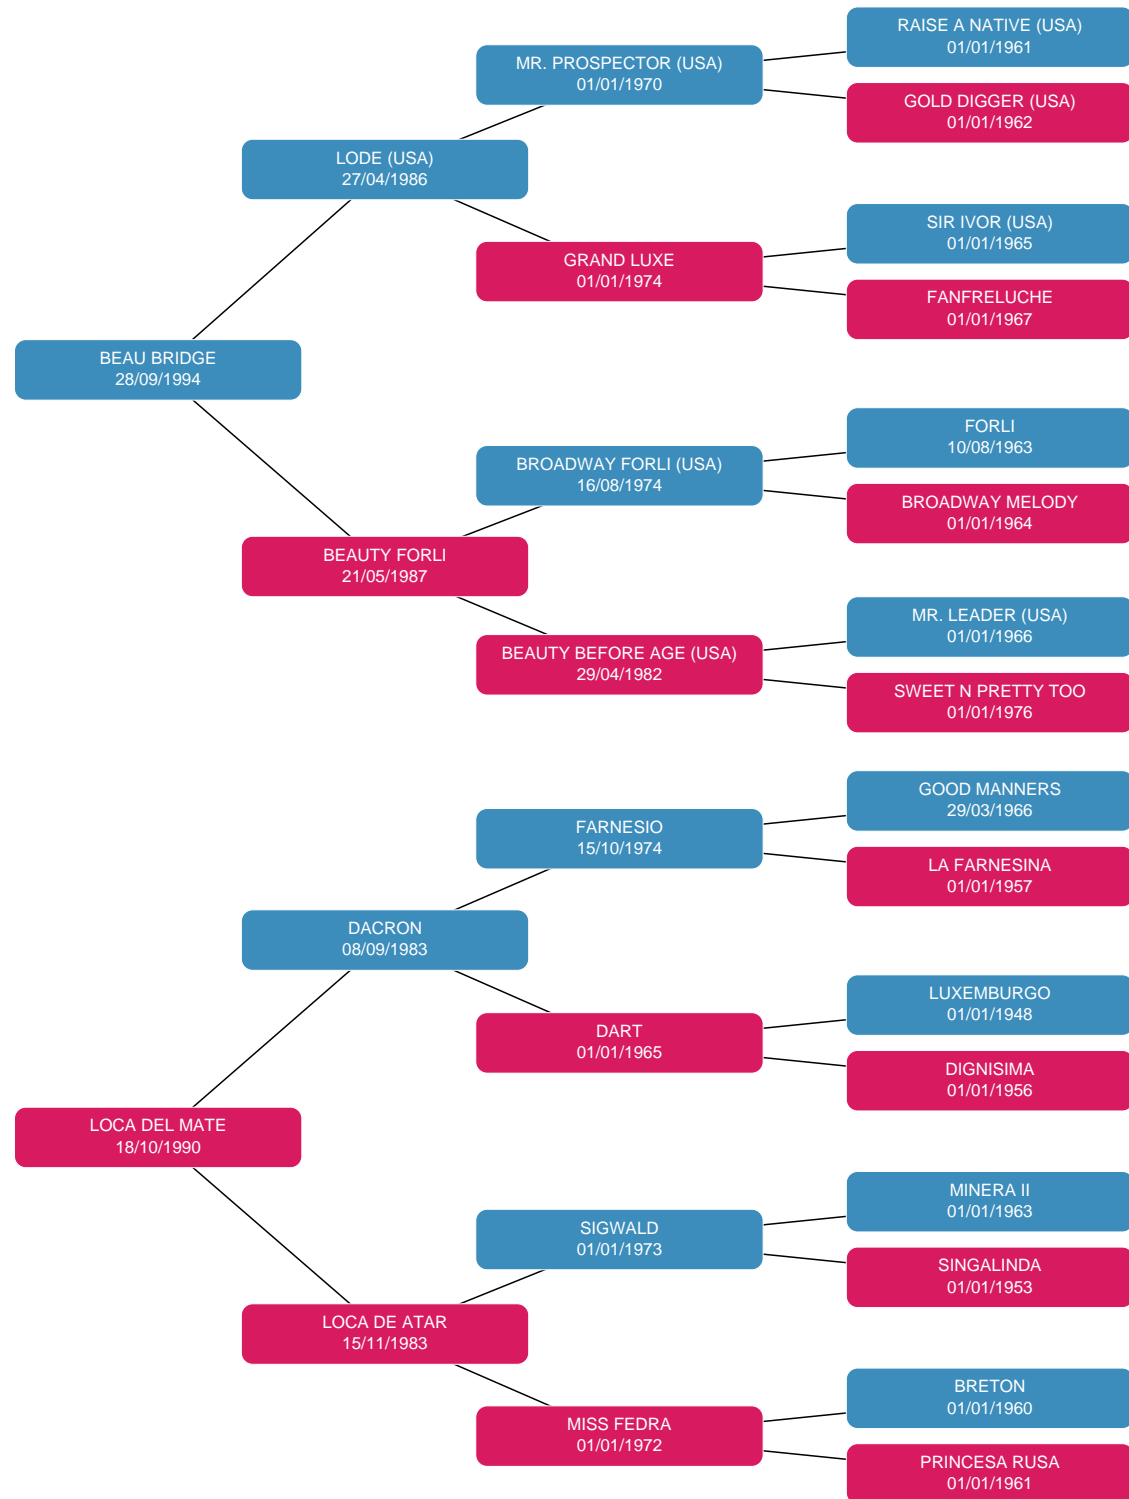 RAISE A NATIVE (USA)
01/01/1961
MR. PROSPECTOR (USA)
01/01/1970
GOLD DIGGER (USA)
01/01/1962
LODE (USA)
27/04/1986
SIR IVOR (USA)
01/01/1965
GRAND LUXE
01/01/1974
FANFRELUCHE
01/01/1967
BEAU BRIDGE
28/09/1994
FORLI
10/08/1963
BROADWAY FORLI (USA)
16/08/1974
BROADWAY MELODY
01/01/1964
BEAUTY FORLI
21/05/1987
MR. LEADER (USA)
01/01/1966
BEAUTY BEFORE AGE (USA)
29/04/1982
SWEET N PRETTY TOO
01/01/1976
GOOD MANNERS
29/03/1966
FARNESIO
15/10/1974
LA FARNESINA
01/01/1957
DACRON
08/09/1983
LUXEMBURGO
01/01/1948
DART
01/01/1965
DIGNISIMA
01/01/1956
LOCA DEL MATE
18/10/1990
MINERA II
01/01/1963
SIGWALD
01/01/1973
SINGALINDA
01/01/1953
LOCA DE ATAR
15/11/1983
BRETON
01/01/1960
MISS FEDRA
01/01/1972
PRINCESA RUSA
01/01/1961